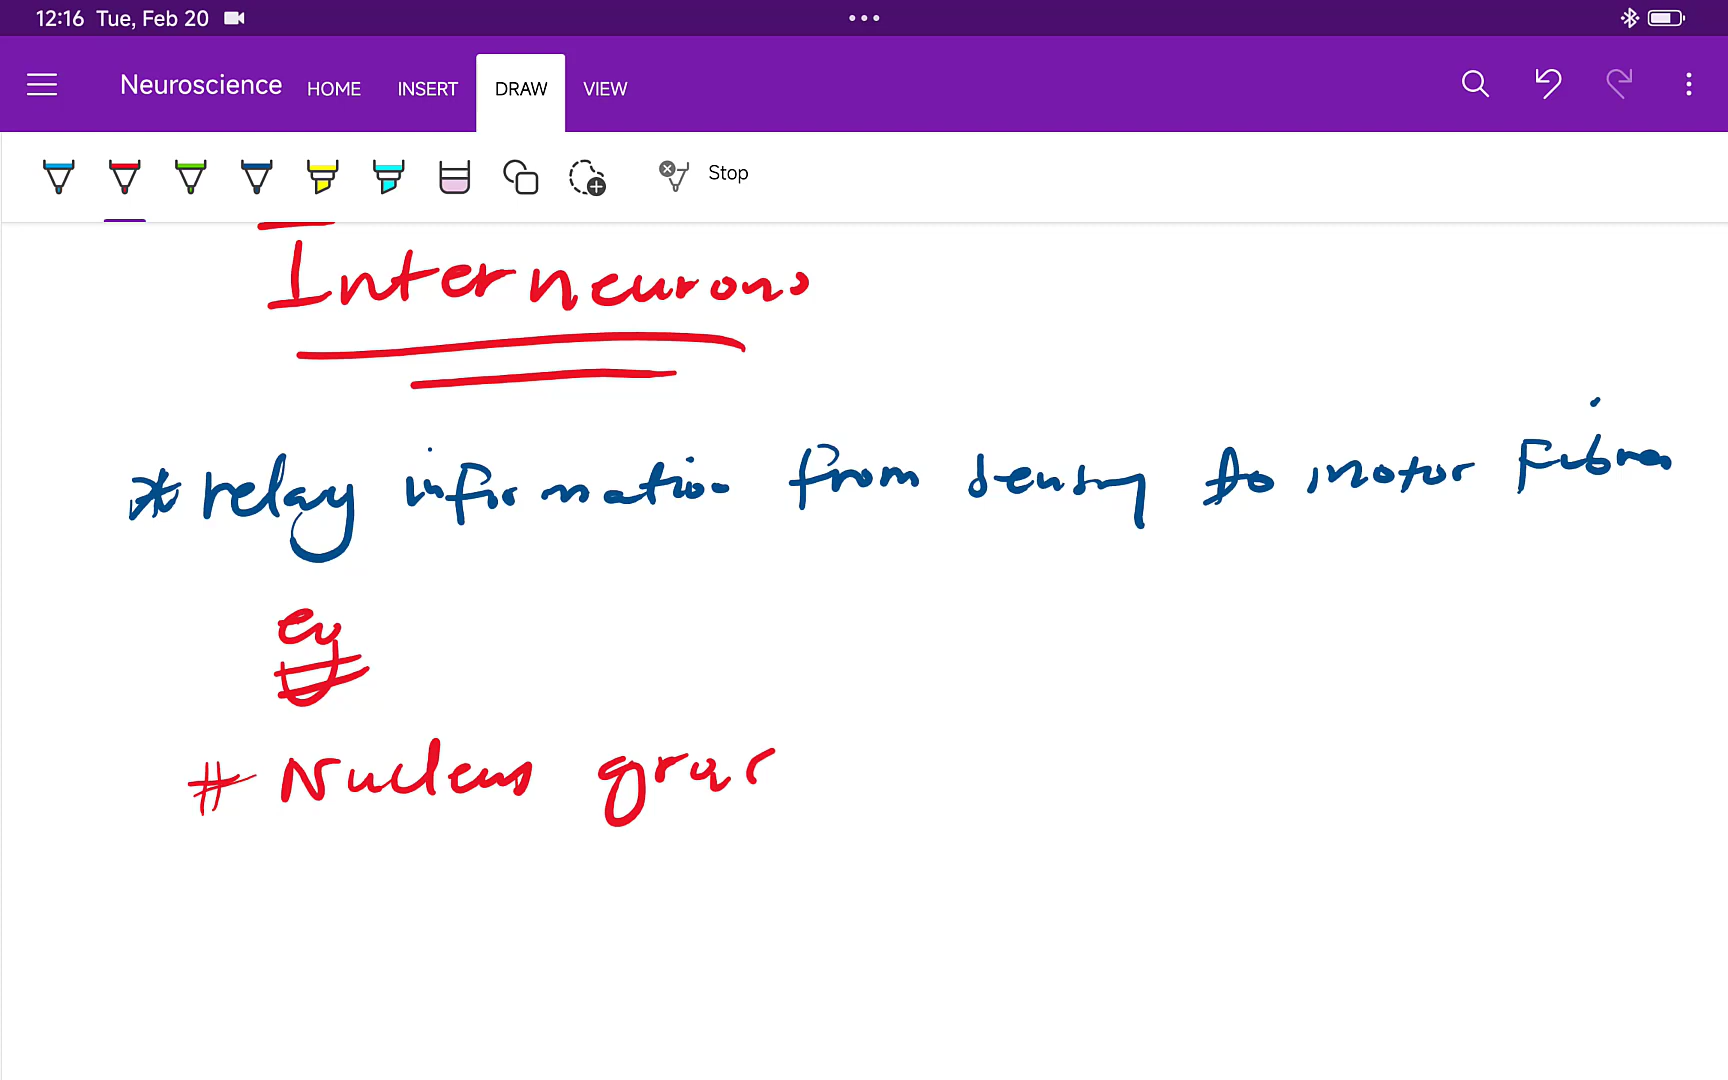 12:16 Tue, Feb 20
Neuroscience HOME INSERT DRAW VIEW
Stop
Interneurons
* relay information from sensory to motor Fibres
eg
# Nucleus grac